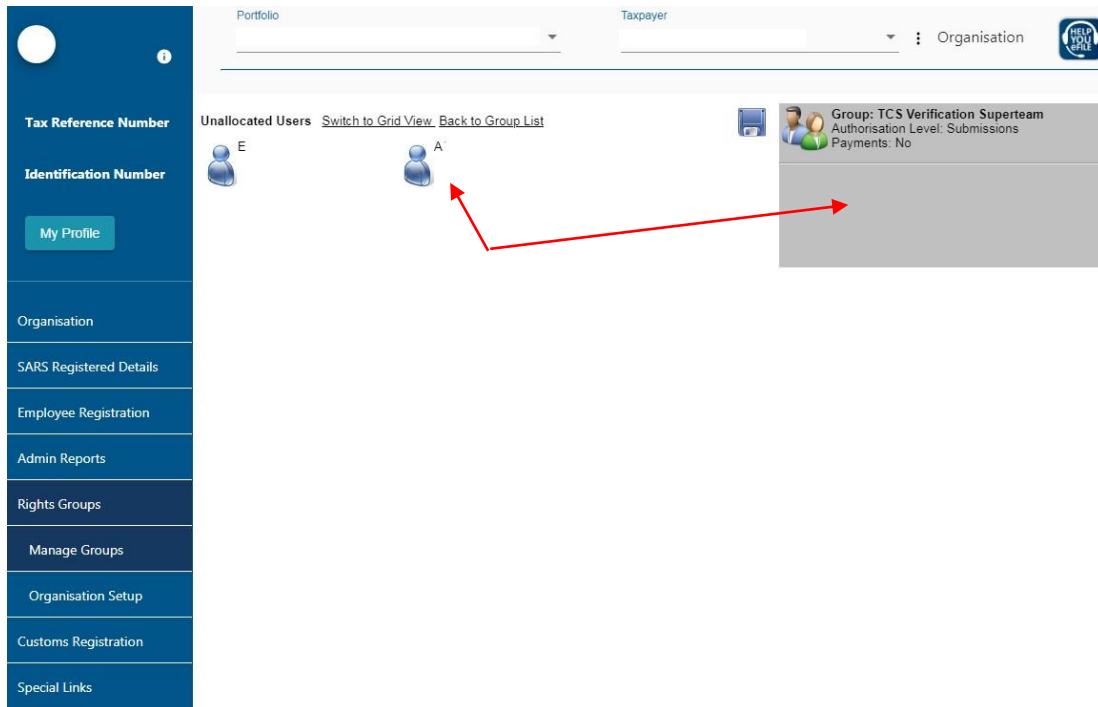 Portfolio
Taxpayer
Organisation
HELP YOU eFILE
Tax Reference Number
Identification Number
My Profile
Organisation
SARS Registered Details
Employee Registration
Admin Reports
Rights Groups
Manage Groups
Organisation Setup
Customs Registration
Special Links
Unallocated Users Switch to Grid View Back to Group List
E
A
Group: TCS Verification Superteam
Authorisation Level: Submissions
Payments: No